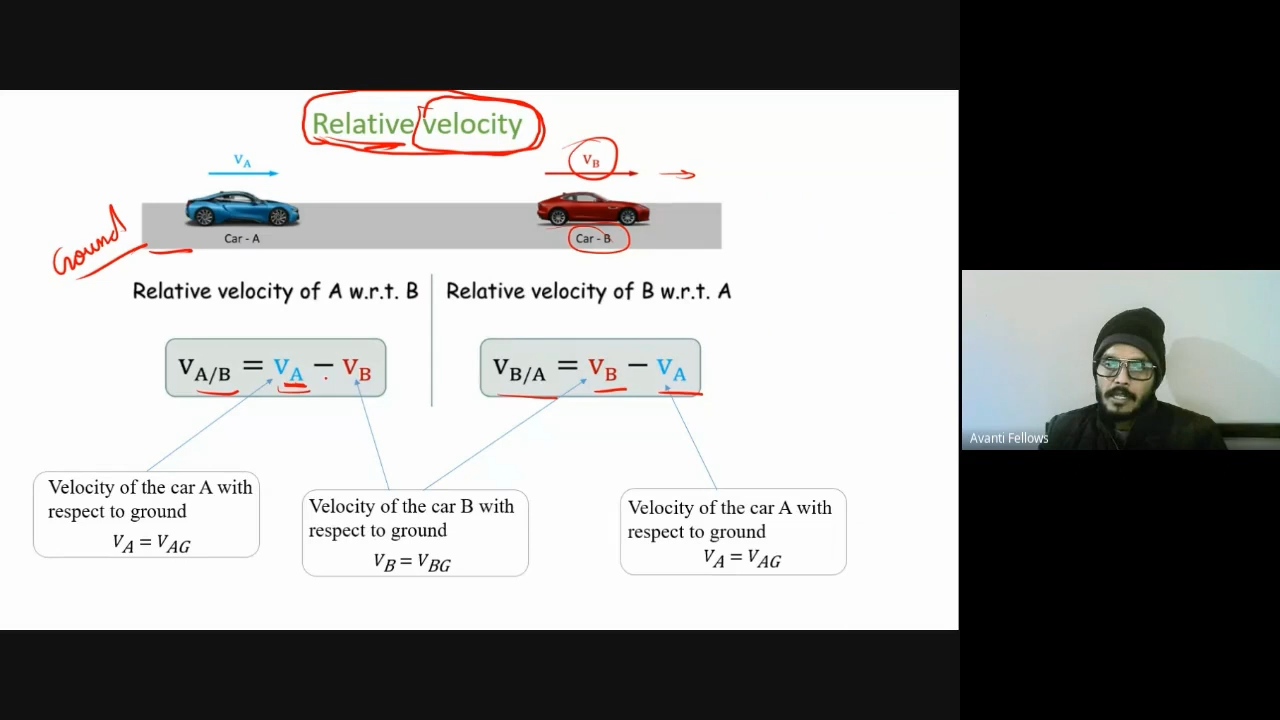 Relative velocity
vA
vB
Ground
Car - A
Car - B
Relative velocity of A w.r.t. B
Relative velocity of B w.r.t. A
vA/B = vA − vB
vB/A = vB − vA
Velocity of the car A with
respect to ground
VA = VAG
Velocity of the car B with
respect to ground
VB = VBG
Velocity of the car A with
respect to ground
VA = VAG
Avanti Fellows